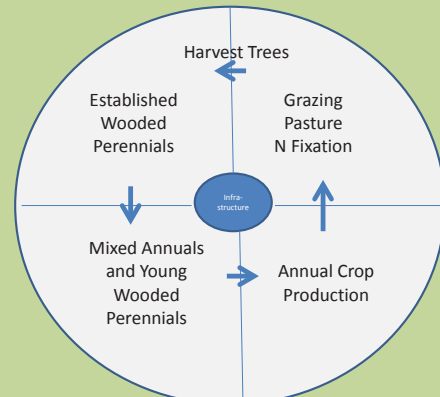 Harvest Trees
Established
Wooded
Perennials
Grazing
Pasture
N Fixation
Infra-
structure
Mixed Annuals
and Young
Wooded
Perennials
Annual Crop
Production